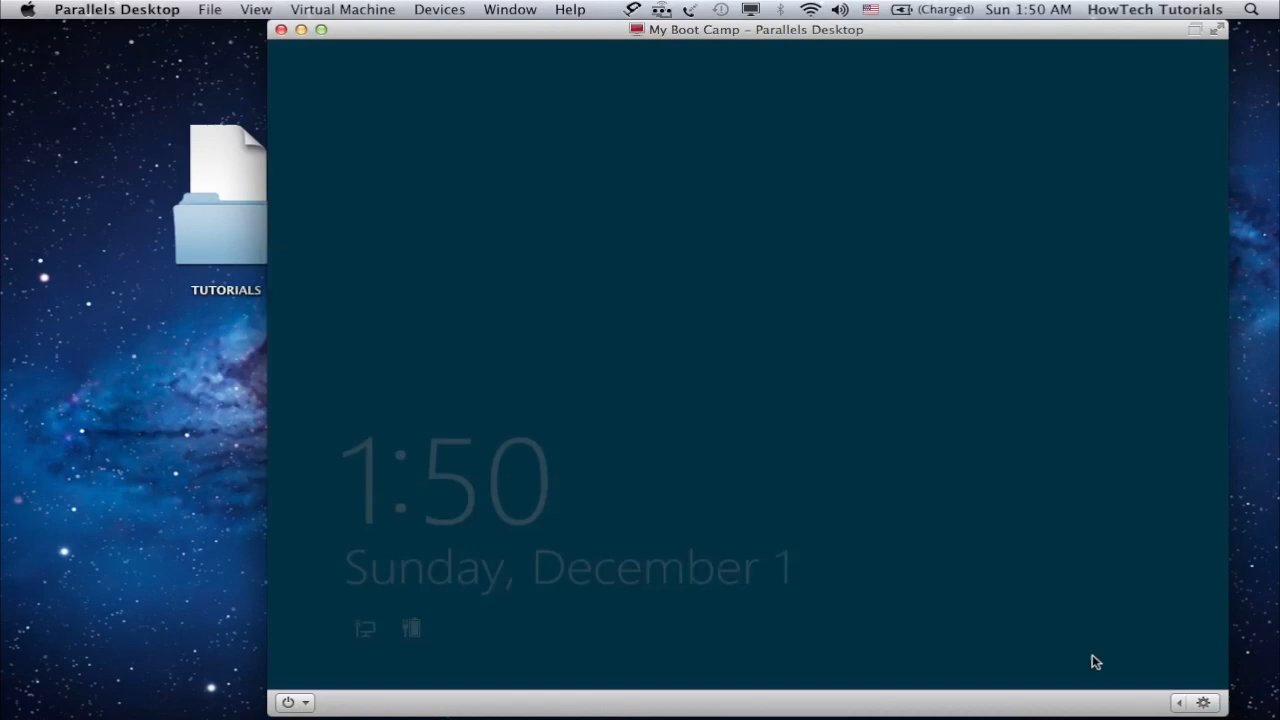 Parallels Desktop File View Virtual Machine Devices Window Help (Charged) Sun 1:50 AM HowTech Tutorials
My Boot Camp – Parallels Desktop
TUTORIALS
1:50
Sunday, December 1